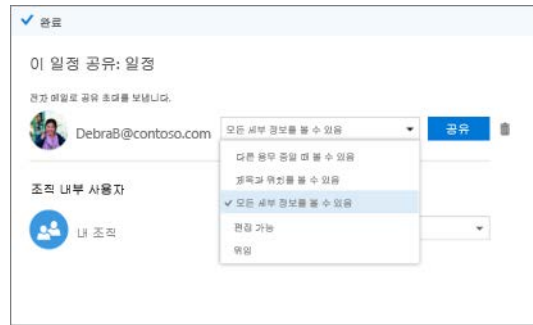 완료
이 일정 공유: 일정
전자 메일로 공유 초대를 보냅니다.
DebraB@contoso.com 모든 세부 정보를 볼 수 있음 공유
다른 용무 중일 때 볼 수 있음
제목과 위치를 볼 수 있음
모든 세부 정보를 볼 수 있음
조직 내부 사용자
편집 가능
내 조직
위임